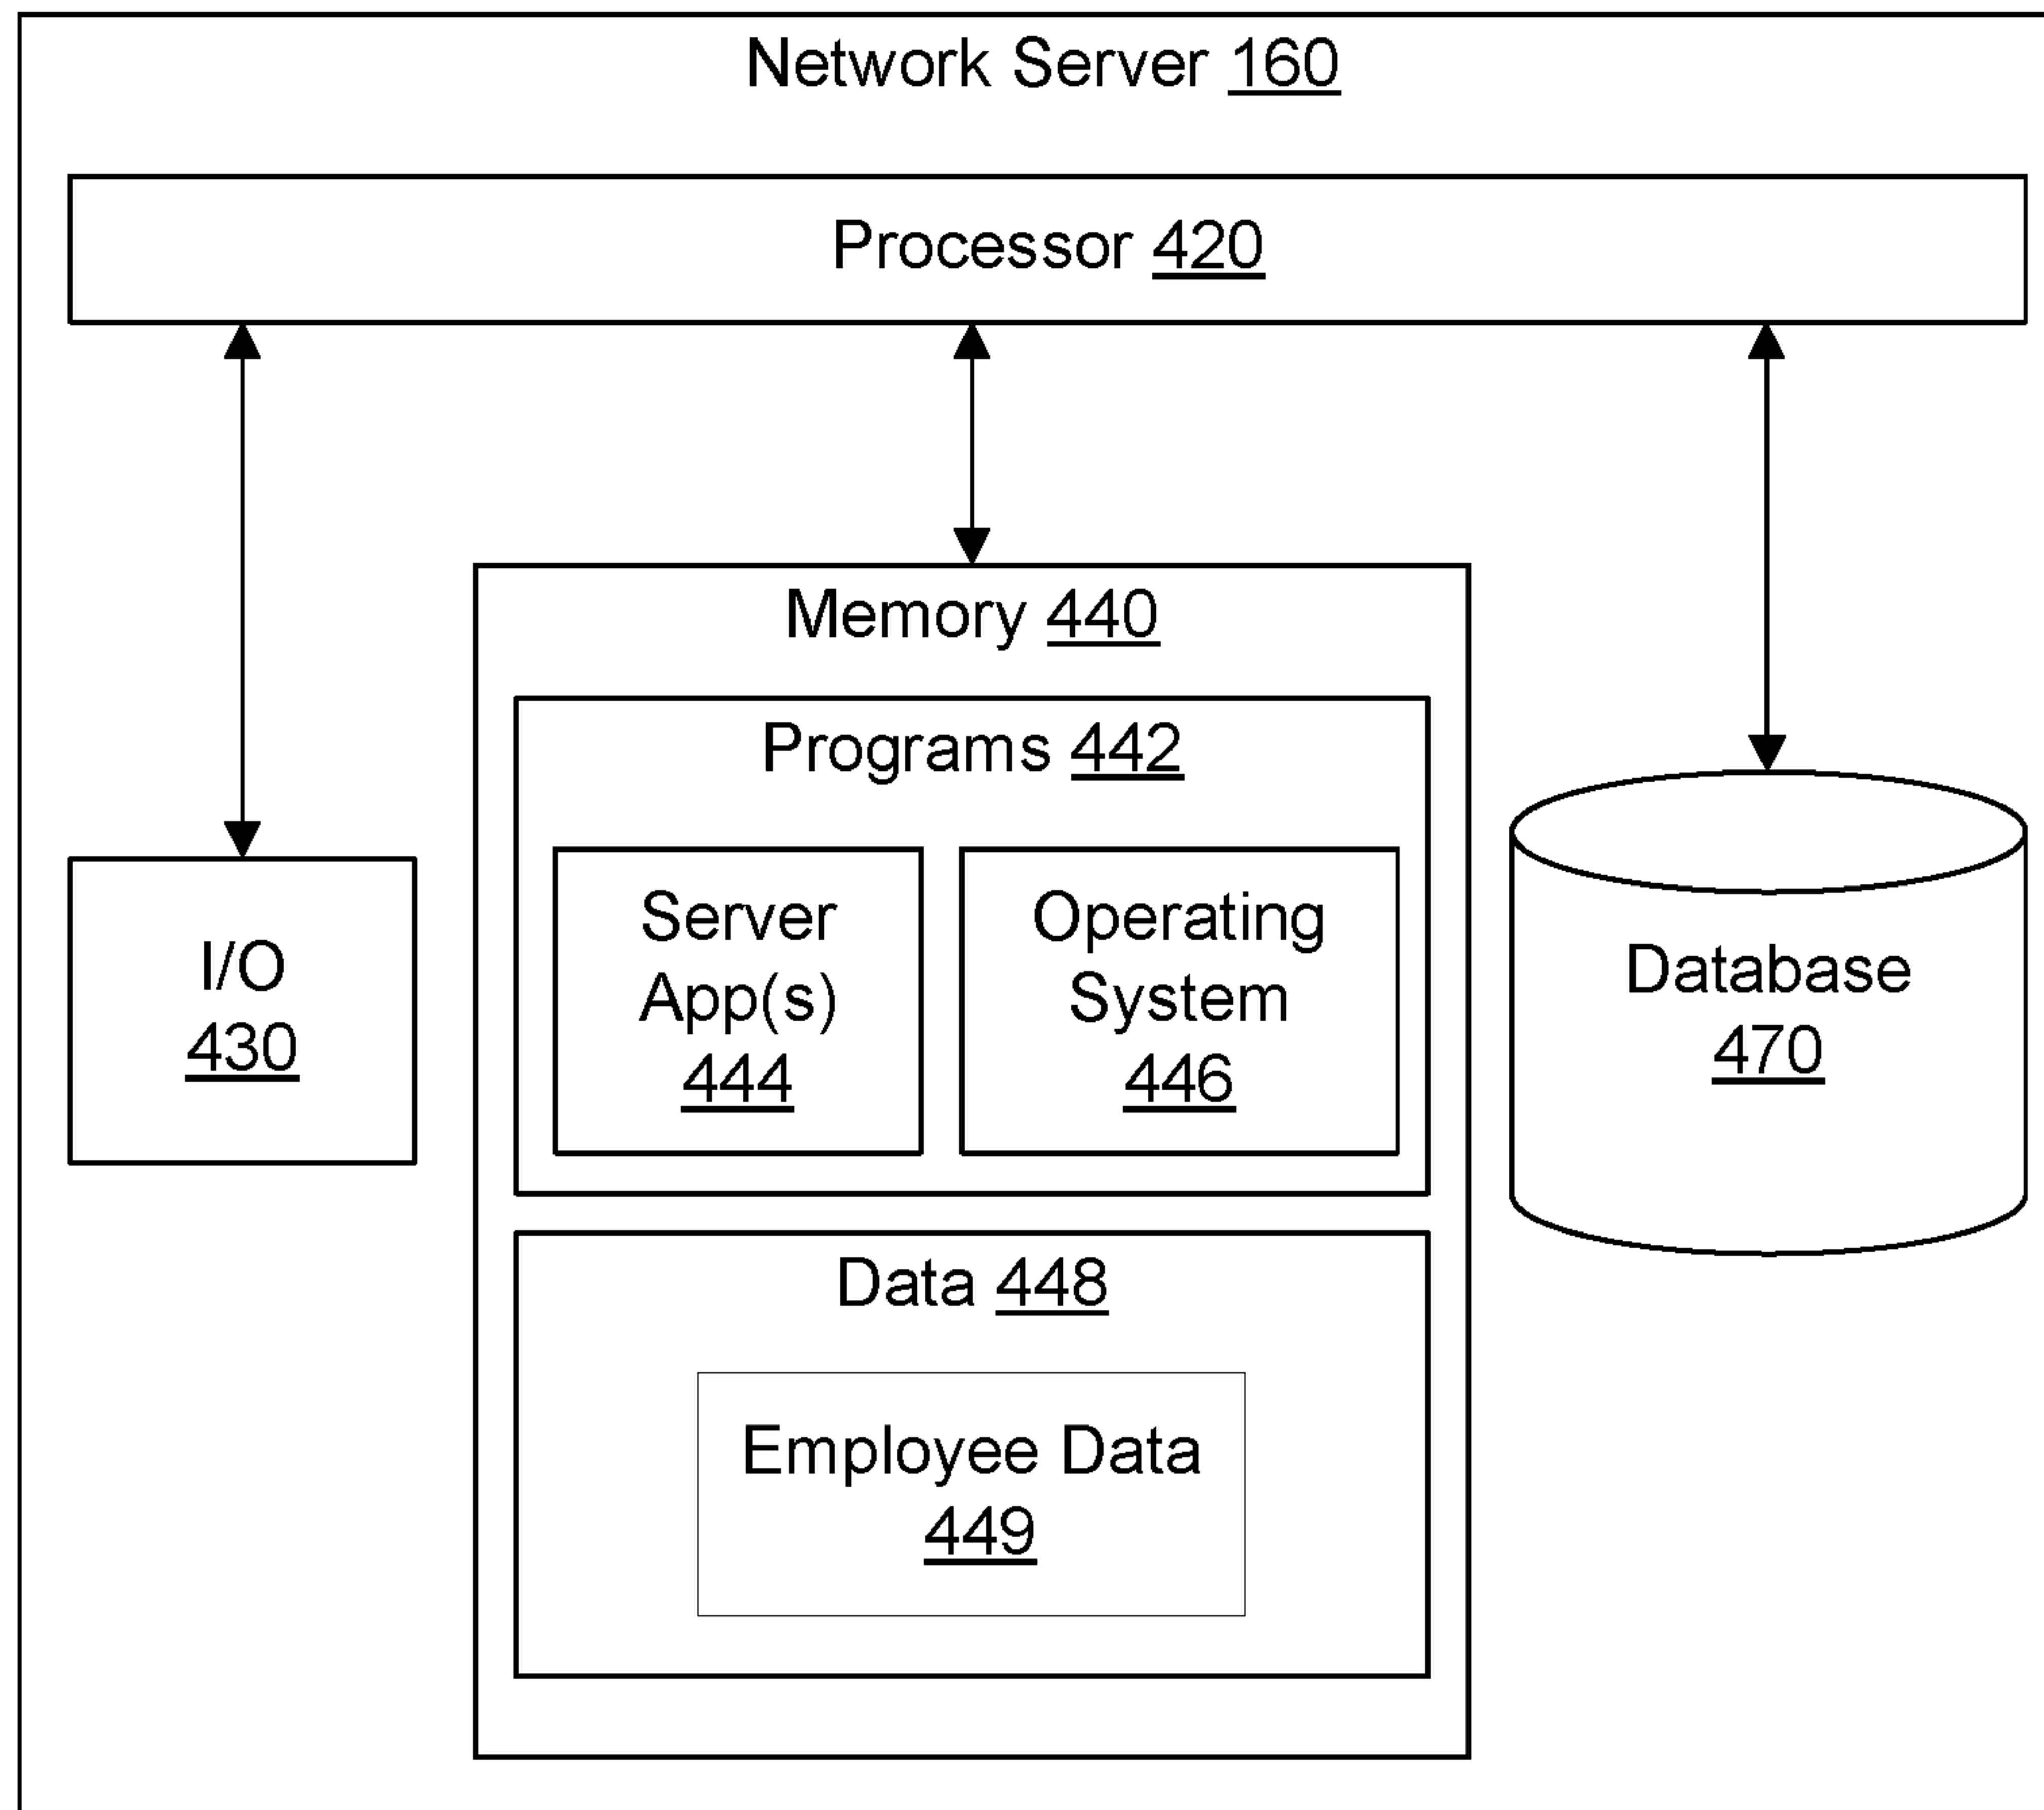 Network Server 160
Processor 420
Memory 440
Programs 442
Server
App(s)
444
Operating
System
446
I/O
430
Database
470
Data 448
Employee Data
449